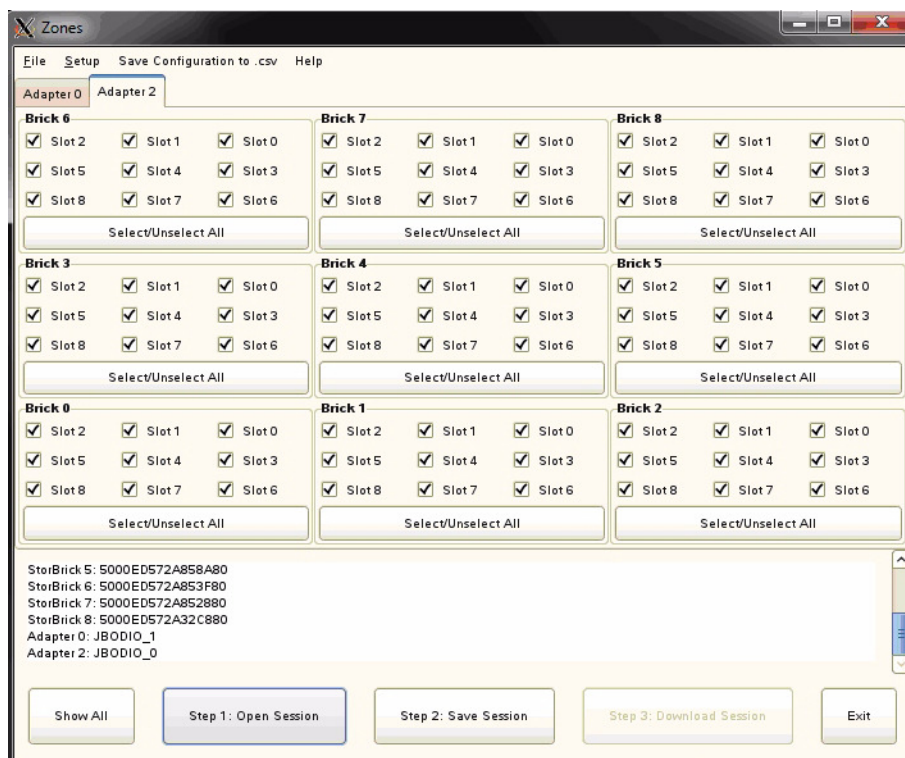 Zones
File Setup Save Configuration to .csv Help
Adapter 0 Adapter 2
Brick 6 Brick 7 Brick 8
Slot 2 Slot 1 Slot 0 Slot 2 Slot 1 Slot 0 Slot 2 Slot 1 Slot 0
Slot 5 Slot 4 Slot 3 Slot 5 Slot 4 Slot 3 Slot 5 Slot 4 Slot 3
Slot 8 Slot 7 Slot 6 Slot 8 Slot 7 Slot 6 Slot 8 Slot 7 Slot 6
Select/Unselect All Select/Unselect All Select/Unselect All
Brick 3 Brick 4 Brick 5
Slot 2 Slot 1 Slot 0 Slot 2 Slot 1 Slot 0 Slot 2 Slot 1 Slot 0
Slot 5 Slot 4 Slot 3 Slot 5 Slot 4 Slot 3 Slot 5 Slot 4 Slot 3
Slot 8 Slot 7 Slot 6 Slot 8 Slot 7 Slot 6 Slot 8 Slot 7 Slot 6
Select/Unselect All Select/Unselect All Select/Unselect All
Brick 0 Brick 1 Brick 2
Slot 2 Slot 1 Slot 0 Slot 2 Slot 1 Slot 0 Slot 2 Slot 1 Slot 0
Slot 5 Slot 4 Slot 3 Slot 5 Slot 4 Slot 3 Slot 5 Slot 4 Slot 3
Slot 8 Slot 7 Slot 6 Slot 8 Slot 7 Slot 6 Slot 8 Slot 7 Slot 6
Select/Unselect All Select/Unselect All Select/Unselect All
StorBrick 5: 5000ED572A858A80
StorBrick 6: 5000ED572A853F80
StorBrick 7: 5000ED572A852880
StorBrick 8: 5000ED572A32C880
Adapter 0: JBODIO_1
Adapter 2: JBODIO_0
Show All Step 1: Open Session Step 2: Save Session Step 3: Download Session Exit